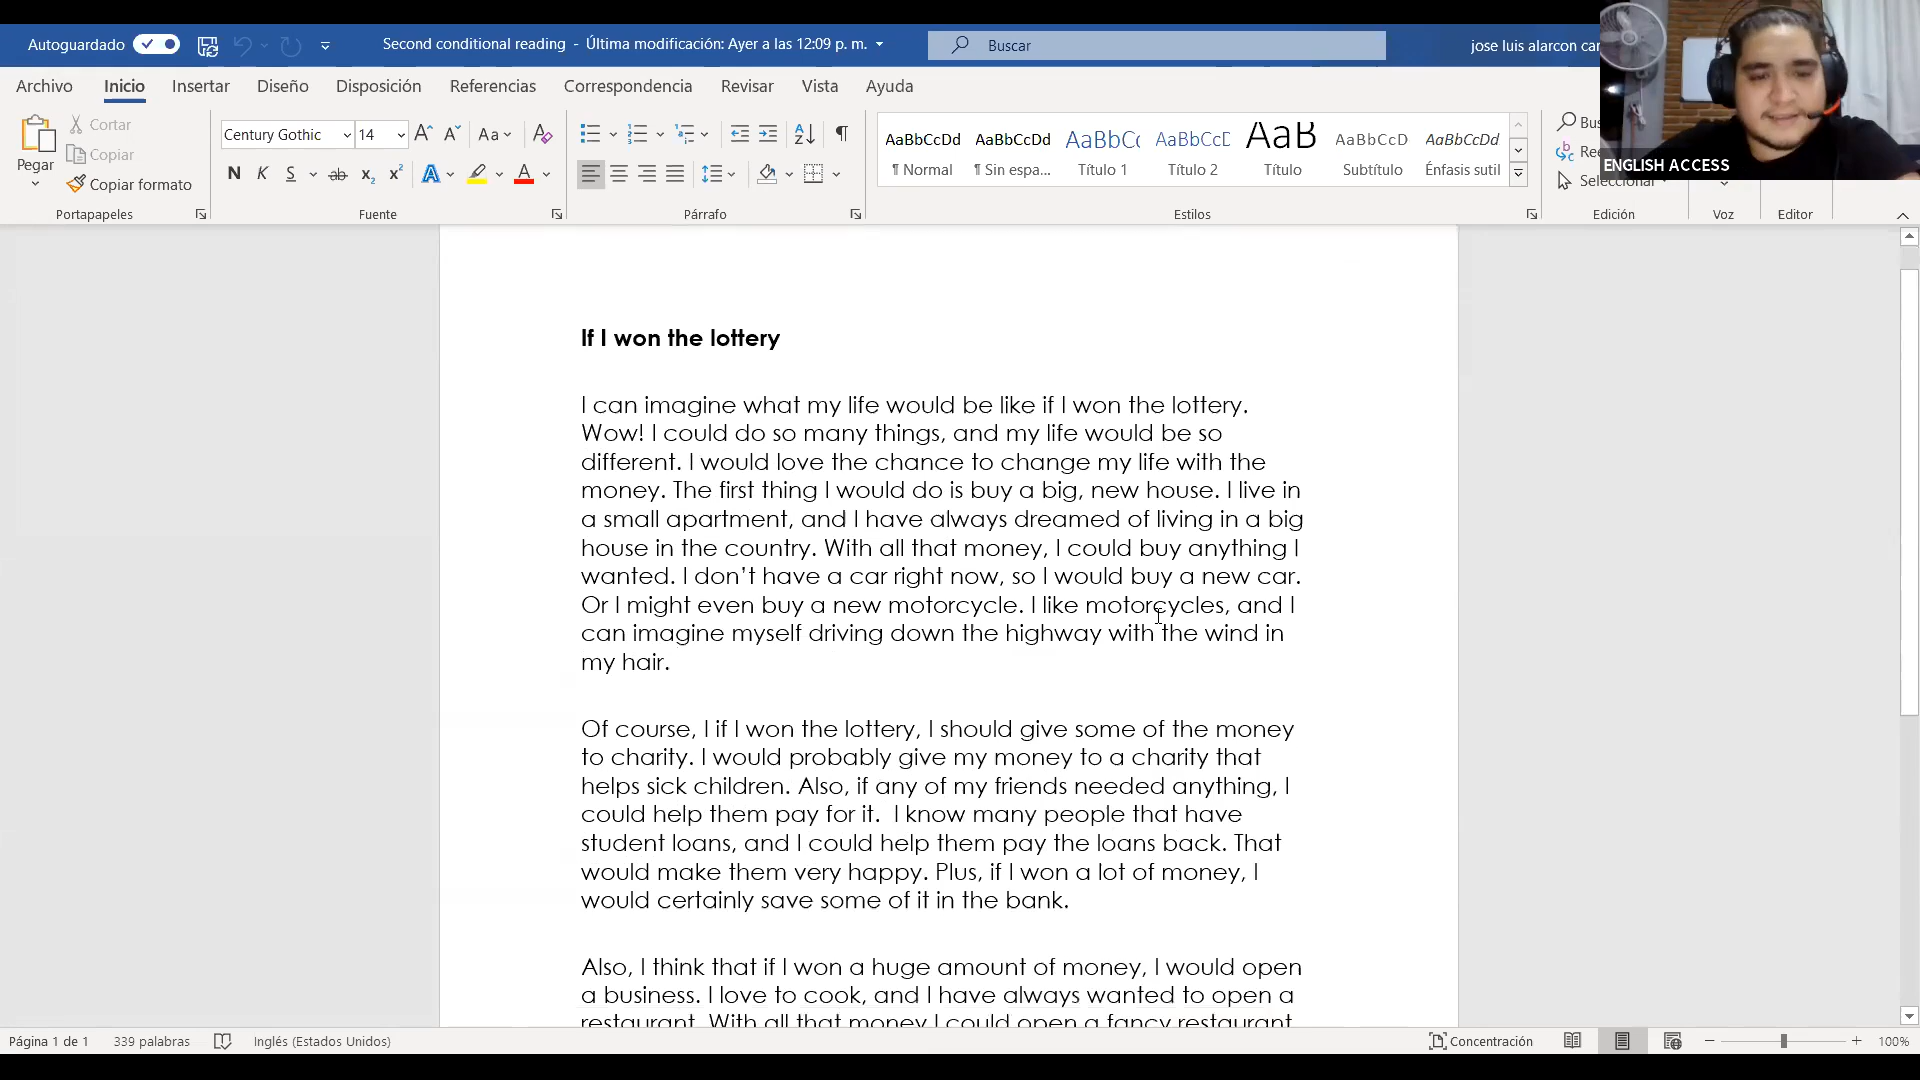 Autoguardado
Second conditional reading - Última modificación: Ayer a las 12:09 p. m.
Buscar
jose luis alarcon
Archivo Inicio Insertar Diseño Disposición Referencias Correspondencia Revisar Vista Ayuda
Pegar
Cortar
Copiar
Copiar formato
Portapapeles
Century Gothic 14
Aa
N K S ab x₂ x² A A
Fuente
Párrafo
AaBbCcDd AaBbCcDd AaBbCc AaBbCcD AaB AaBbCcD AaBbCcDd
¶ Normal ¶ Sin espa... Título 1 Título 2 Título Subtítulo Énfasis sutil
Estilos
Seleccionar
Edición
Voz
Editor
ENGLISH ACCESS
If I won the lottery
I can imagine what my life would be like if I won the lottery.
Wow! I could do so many things, and my life would be so
different. I would love the chance to change my life with the
money. The first thing I would do is buy a big, new house. I live in
a small apartment, and I have always dreamed of living in a big
house in the country. With all that money, I could buy anything I
wanted. I don’t have a car right now, so I would buy a new car.
Or I might even buy a new motorcycle. I like motorcycles, and I
can imagine myself driving down the highway with the wind in
my hair.
Of course, I if I won the lottery, I should give some of the money
to charity. I would probably give my money to a charity that
helps sick children. Also, if any of my friends needed anything, I
could help them pay for it.  I know many people that have
student loans, and I could help them pay the loans back. That
would make them very happy. Plus, if I won a lot of money, I
would certainly save some of it in the bank.
Also, I think that if I won a huge amount of money, I would open
a business. I love to cook, and I have always wanted to open a
restaurant. With all that money I could open a fancy restaurant
Página 1 de 1 339 palabras Inglés (Estados Unidos)
Concentración
100%